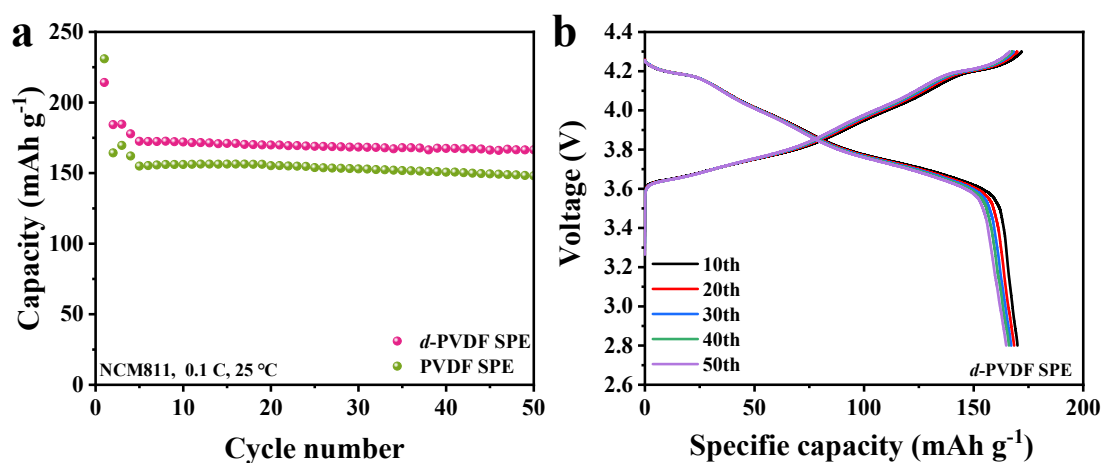 a
250
200
150
100
50
0
Capacity (mAh g-1)
d-PVDF SPE
PVDF SPE
NCM811, 0.1 C, 25 ℃
0 10 20 30 40 50
Cycle number
b
4.4
4.2
4.0
3.8
3.6
3.4
3.2
3.0
2.8
2.6
Voltage (V)
10th
20th
30th
40th
50th
d-PVDF SPE
0 50 100 150 200
Specifie capacity (mAh g-1)